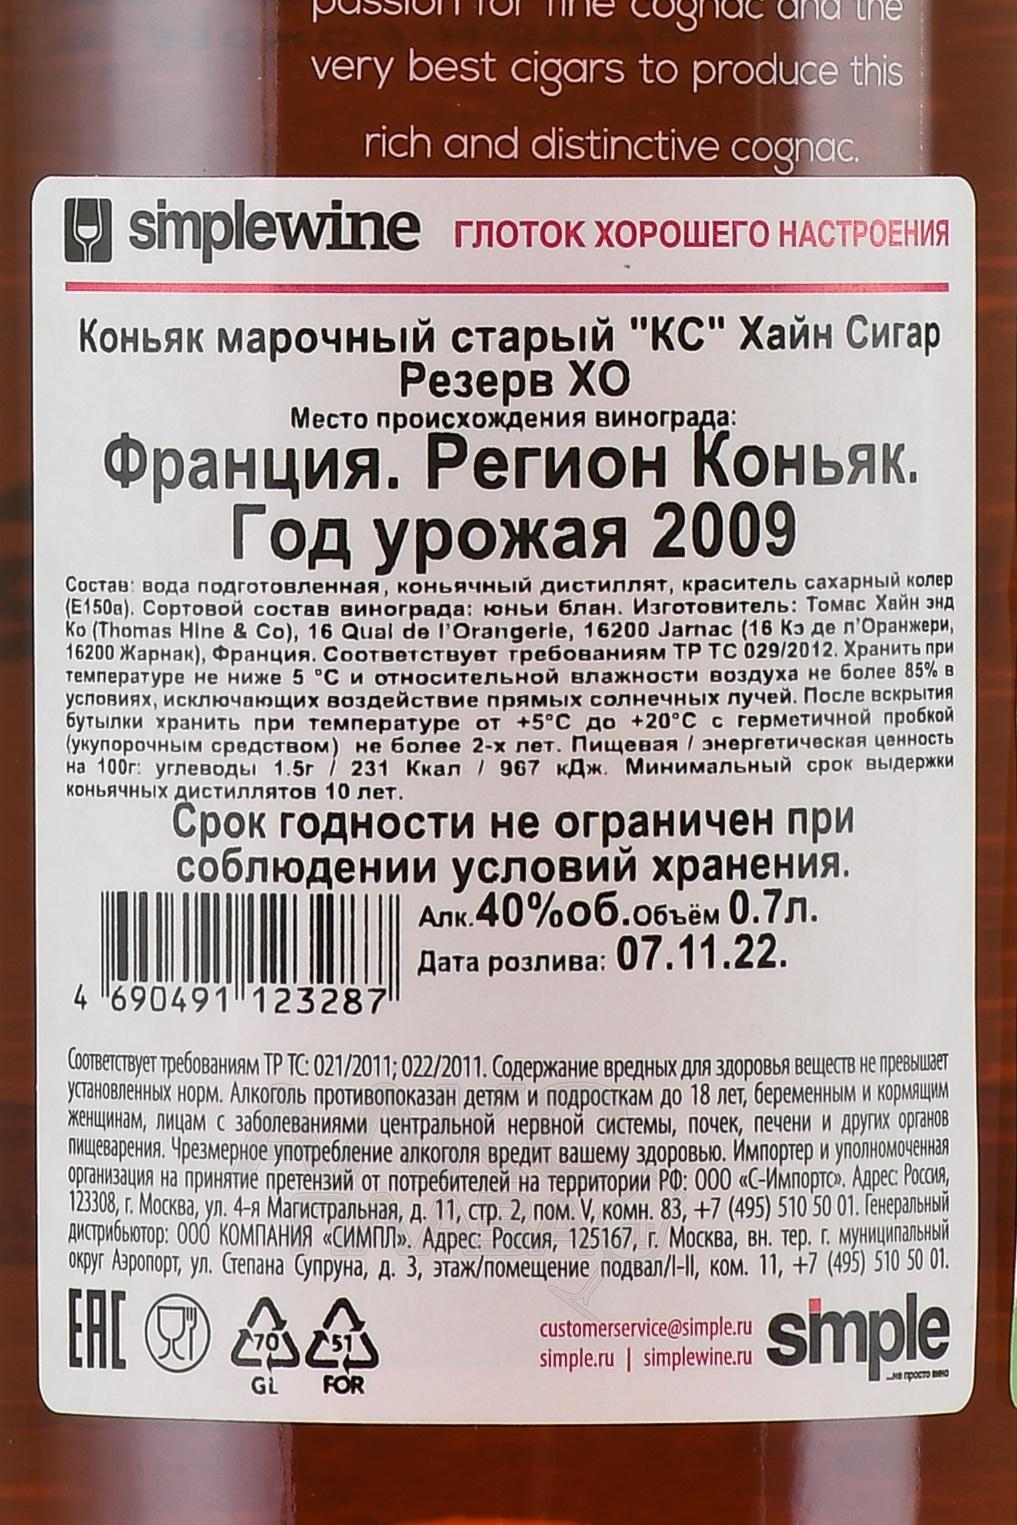 passion for fine cognac and the
very best cigars to produce this
rich and distinctive cognac.
simplewine ГЛОТОК ХОРОШЕГО НАСТРОЕНИЯ
Коньяк марочный старый "КС" Хайн Сигар
Резерв ХО
Место происхождения винограда:
Франция. Регион Коньяк.
Год урожая 2009
Состав: вода подготовленная, коньячный дистиллят, краситель сахарный колер
(Е150а). Сортовой состав винограда: юньи блан. Изготовитель: Томас Хайн энд
Ко (Thomas Hine & Co), 16 Quai de l'Orangerie, 16200 Jarnac (16 Кэ де л'Оранжери,
16200 Жарнак), Франция. Соответствует требованиям ТР ТС 029/2012. Хранить при
температуре не ниже 5 °С и относительной влажности воздуха не более 85% в
условиях, исключающих воздействие прямых солнечных лучей. После вскрытия
бутылки хранить при температуре от +5°С до +20°С с герметичной пробкой
(укупорочным средством) не более 2-х лет. Пищевая / энергетическая ценность
на 100г: углеводы 1.5г / 231 Ккал / 967 кДж. Минимальный срок выдержки
коньячных дистиллятов 10 лет.
Срок годности не ограничен при
соблюдении условий хранения.
Алк.40%об.Объём 0.7л.
Дата розлива: 07.11.22.
4 690491 123287
Соответствует требованиям ТР ТС: 021/2011; 022/2011. Содержание вредных для здоровья веществ не превышает
установленных норм. Алкоголь противопоказан детям и подросткам до 18 лет, беременным и кормящим
женщинам, лицам с заболеваниями центральной нервной системы, почек, печени и других органов
пищеварения. Чрезмерное употребление алкоголя вредит вашему здоровью. Импортер и уполномоченная
организация на принятие претензий от потребителей на территории РФ: ООО «С-Импортс». Адрес: Россия,
123308, г. Москва, ул. 4-я Магистральная, д. 11, стр. 2, пом. V, комн. 83, +7 (495) 510 50 01. Генеральный
дистрибьютор: ООО КОМПАНИЯ «СИМПЛ». Адрес: Россия, 125167, г. Москва, вн. тер. г. муниципальный
округ Аэропорт, ул. Степана Супруна, д. 3, этаж/помещение подвал/I-II, ком. 11, +7 (495) 510 50 01.
EAC 70 GL 51 FOR
customerservice@simple.ru
simple.ru | simplewine.ru
simple
...не просто вино